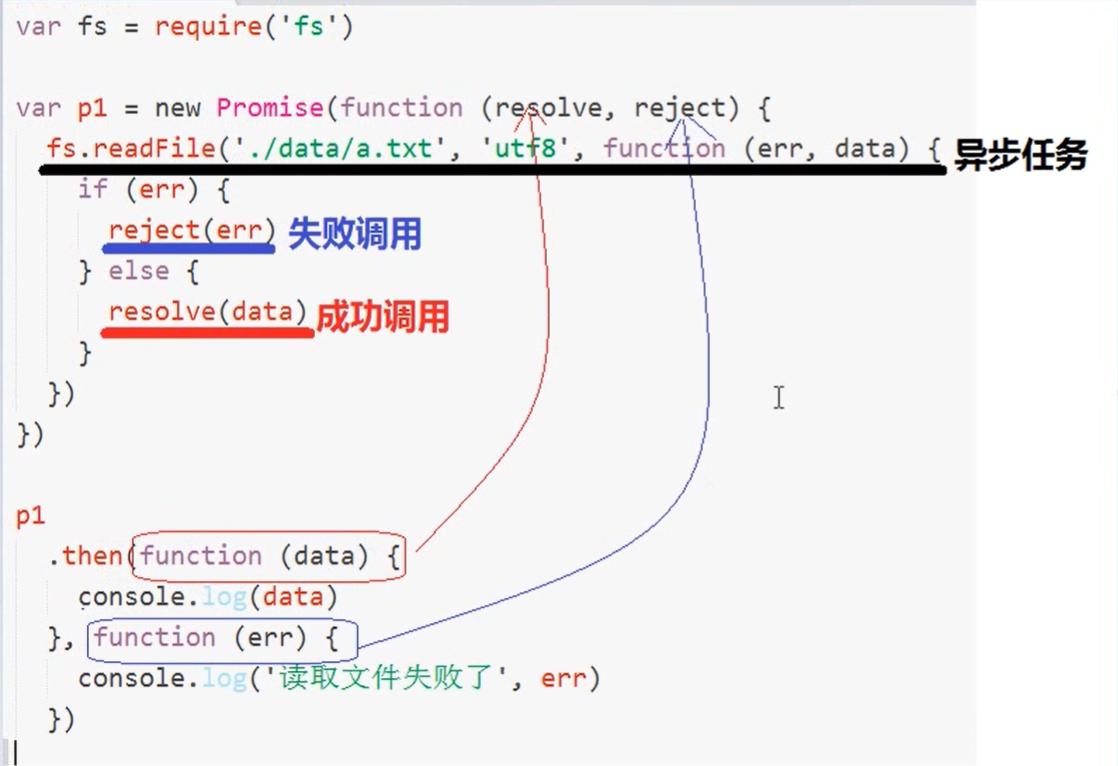 var fs = require('fs')
var p1 = new Promise(function (resolve, reject) {
fs.readFile('./data/a.txt', 'utf8', function (err, data) { 异步任务
if (err) {
reject(err) 失败调用
} else {
resolve(data) 成功调用
}
})
})
p1
.then(function (data) {
console.log(data)
}, function (err) {
console.log('读取文件失败了', err)
})